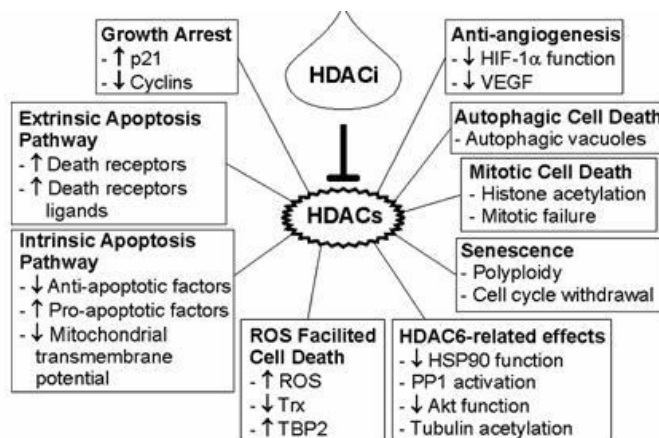 Growth Arrest
- ↑ p21
- ↓ Cyclins
HDACi
Anti-angiogenesis
- ↓ HIF-1α function
- ↓ VEGF
Extrinsic Apoptosis
Pathway
- ↑ Death receptors
- ↑ Death receptors
ligands
Autophagic Cell Death
- Autophagic vacuoles
Mitotic Cell Death
- Histone acetylation
- Mitotic failure
HDACs
Intrinsic Apoptosis
Pathway
- ↓ Anti-apoptotic factors
- ↑ Pro-apoptotic factors
- ↓ Mitochondrial
transmembrane
potential
Senescence
- Polyploidy
- Cell cycle withdrawal
ROS Facilited
Cell Death
- ↑ ROS
- ↓ Trx
- ↑ TBP2
HDAC6-related effects
- ↓ HSP90 function
- PP1 activation
- ↓ Akt function
- Tubulin acetylation